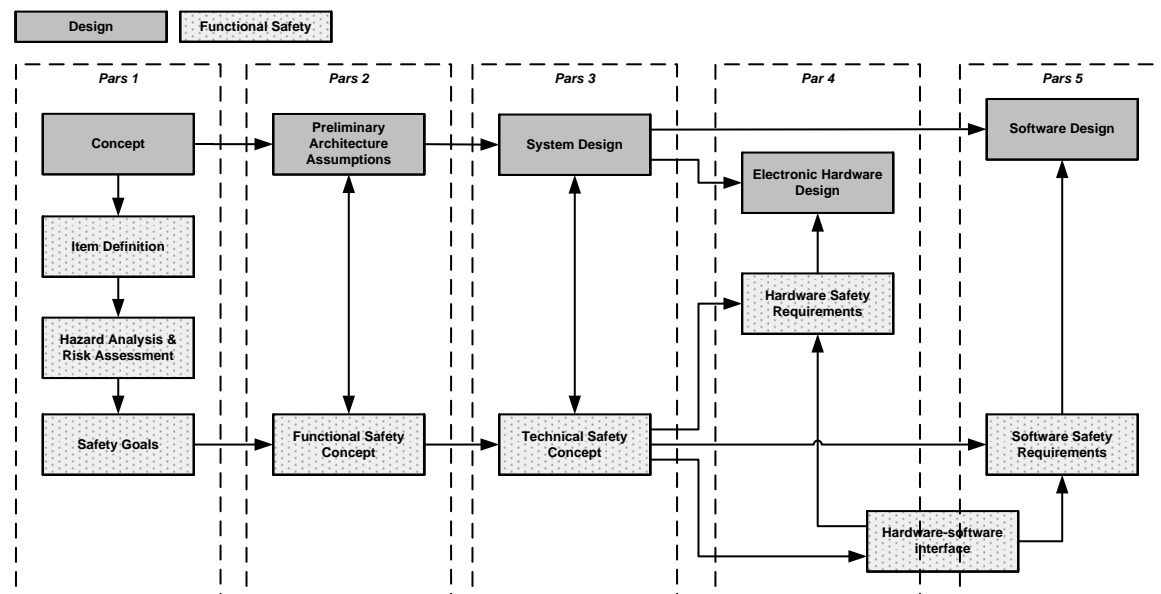 Design
Functional Safety
Pars 1
Pars 2
Pars 3
Par 4
Pars 5
Concept
Preliminary
Architecture
Assumptions
System Design
Software Design
Electronic Hardware
Design
Item Definition
Hardware Safety
Requirements
Hazard Analysis &
Risk Assessment
Safety Goals
Functional Safety
Concept
Technical Safety
Concept
Software Safety
Requirements
Hardware-software
interface